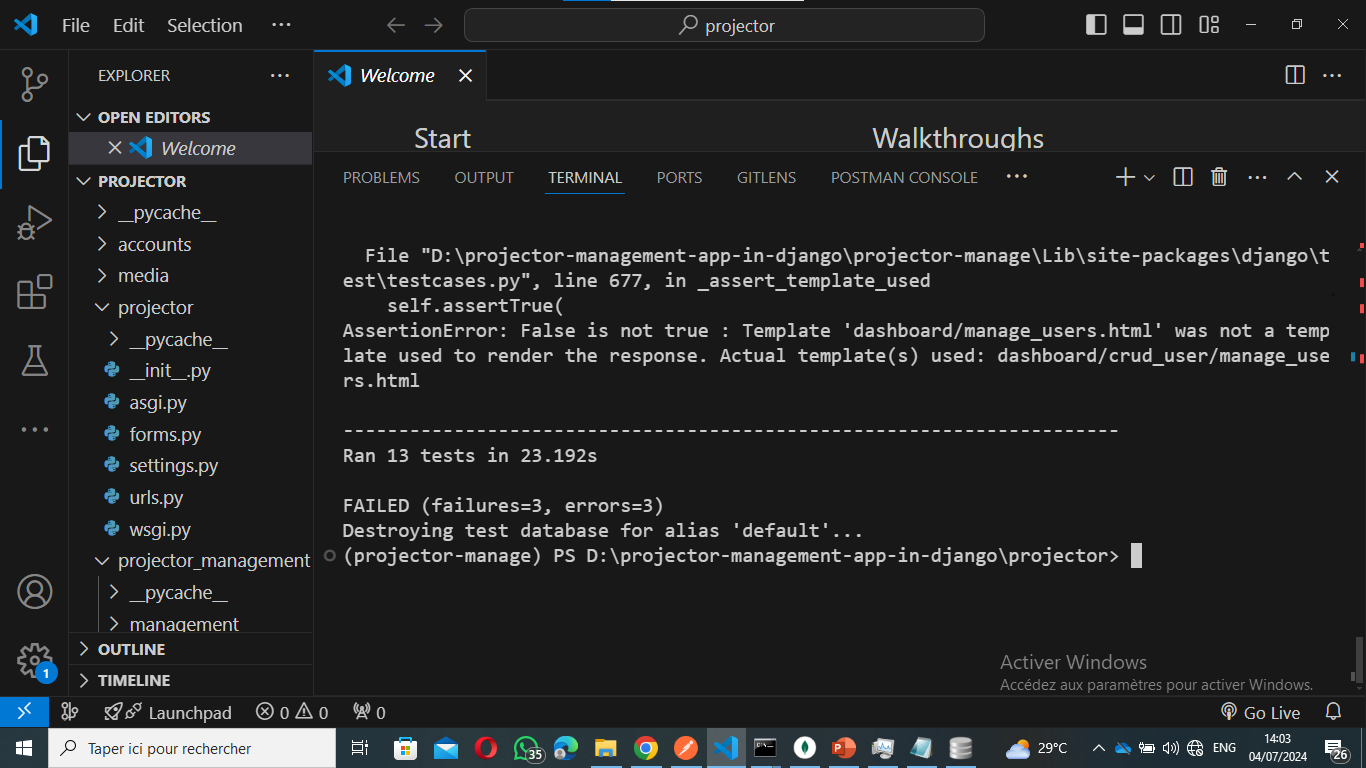 File Edit Selection ···
projector
EXPLORER
OPEN EDITORS
Welcome
PROJECTOR
__pycache__
accounts
media
projector
__pycache__
__init__.py
asgi.py
forms.py
settings.py
urls.py
wsgi.py
projector_management
__pycache__
management
OUTLINE
TIMELINE
Welcome
Start
Walkthroughs
PROBLEMS OUTPUT TERMINAL PORTS GITLENS POSTMAN CONSOLE ···
File "D:\projector-management-app-in-django\projector-manage\Lib\site-packages\django\t
est\testcases.py", line 677, in _assert_template_used
self.assertTrue(
AssertionError: False is not true : Template 'dashboard/manage_users.html' was not a temp
late used to render the response. Actual template(s) used: dashboard/crud_user/manage_use
rs.html
----------------------------------------------------------------------
Ran 13 tests in 23.192s
FAILED (failures=3, errors=3)
Destroying test database for alias 'default'...
(projector-manage) PS D:\projector-management-app-in-django\projector>
Activer Windows
Accédez aux paramètres pour activer Windows.
1
Launchpad 0 0 0
Go Live
Taper ici pour rechercher
35
29°C
ENG
14:03
04/07/2024
26